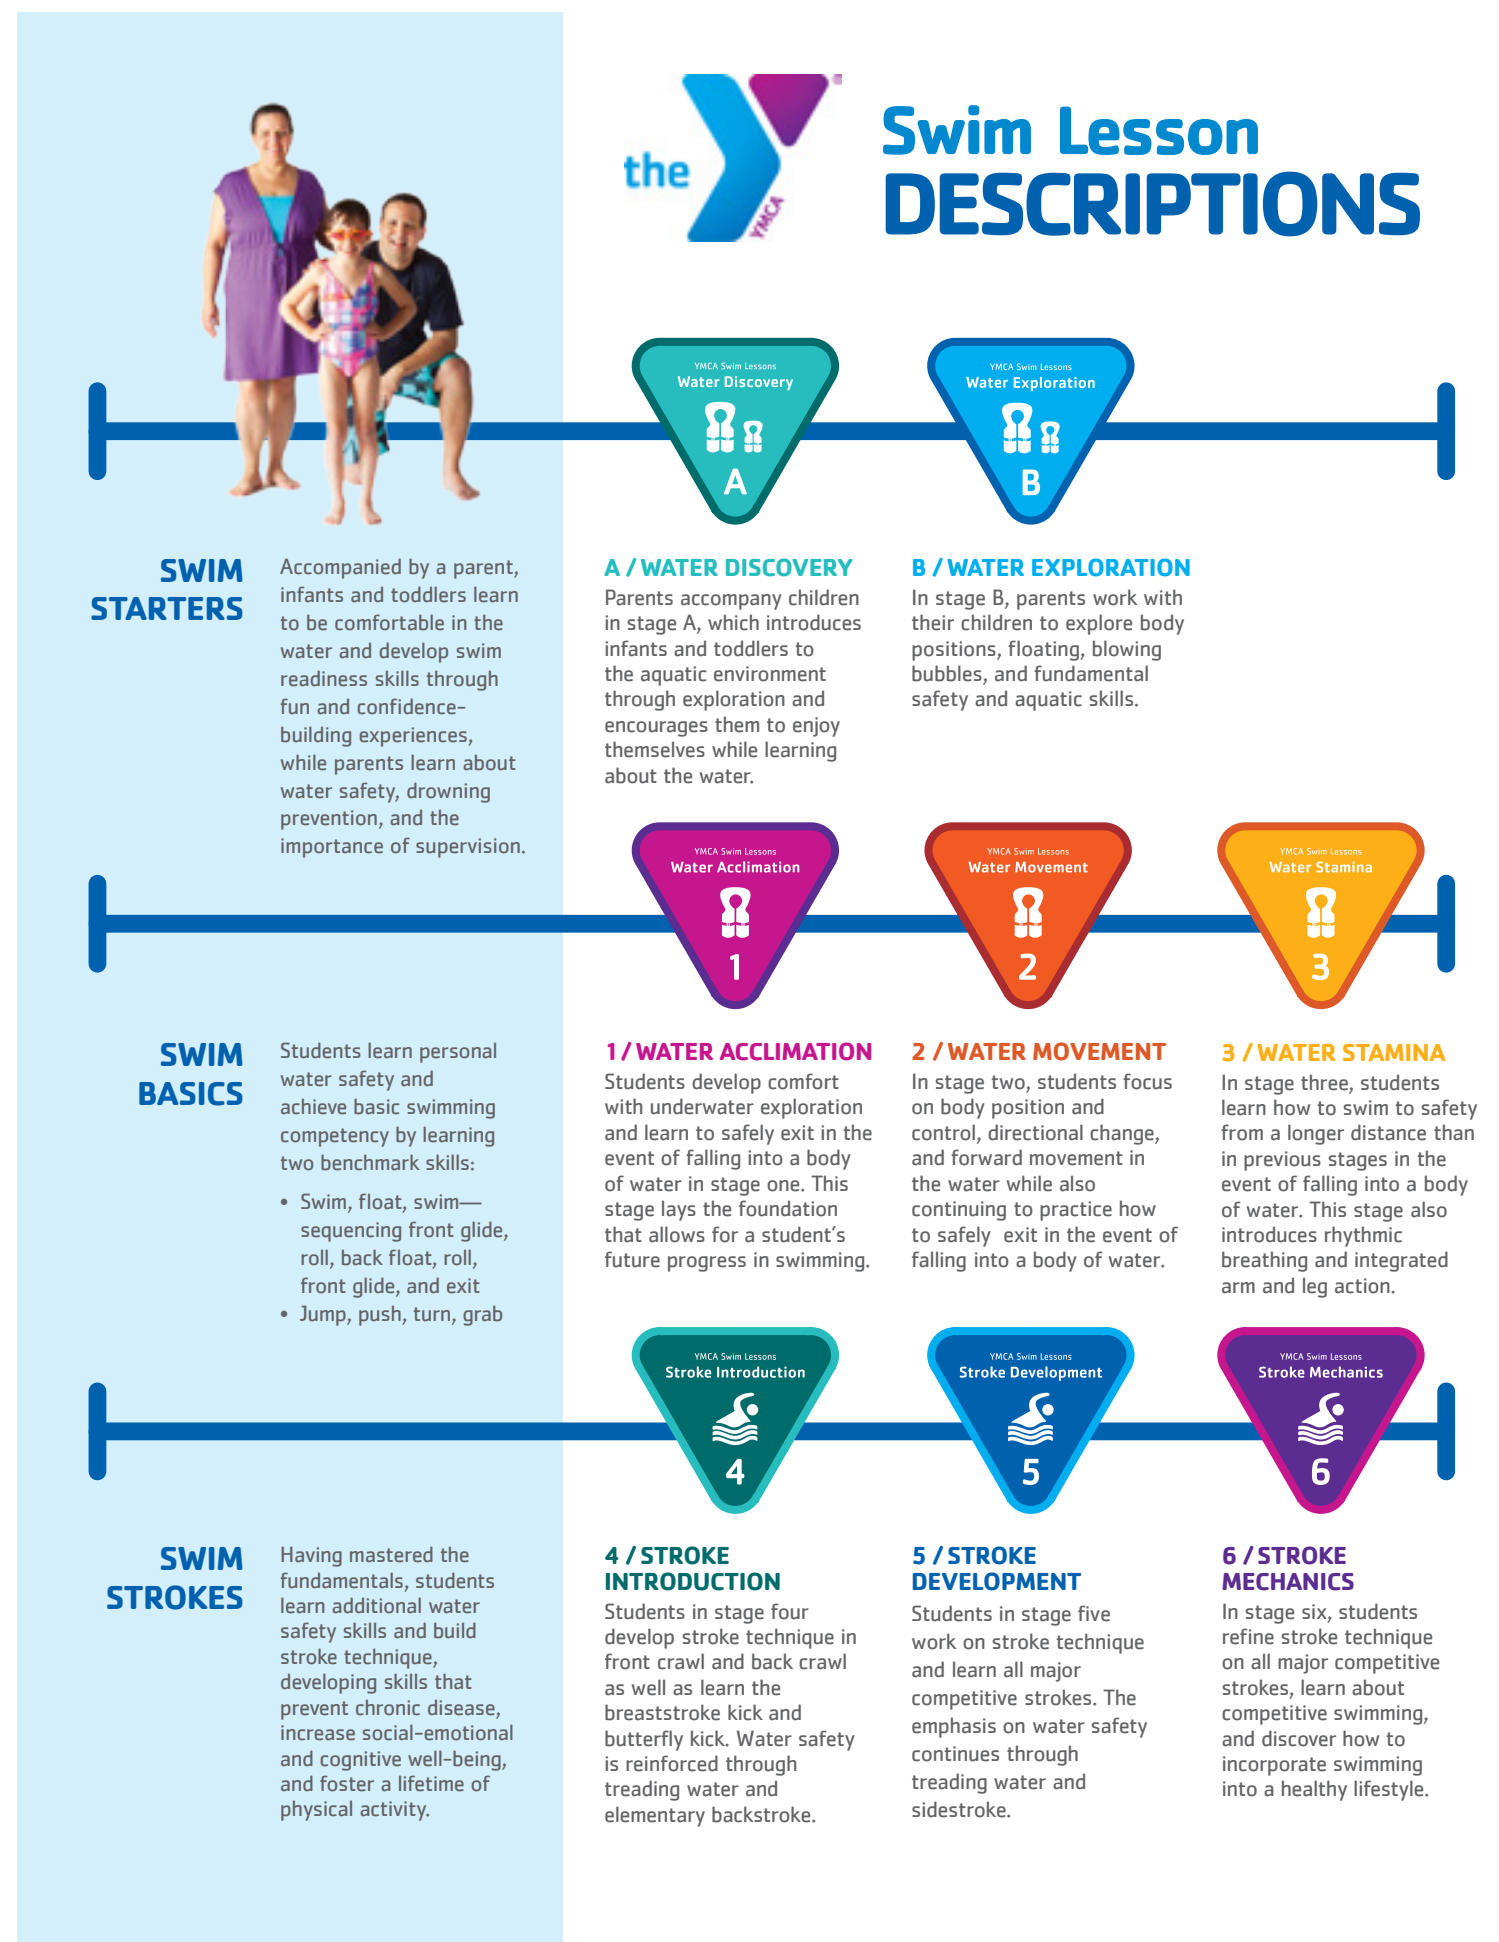 the
YMCA
Swim Lesson
DESCRIPTIONS
YMCA Swim Lessons
Water Discovery
A
YMCA Swim Lessons
Water Exploration
B
SWIM
STARTERS
Accompanied by a parent,
infants and toddlers learn
to be comfortable in the
water and develop swim
readiness skills through
fun and confidence-
building experiences,
while parents learn about
water safety, drowning
prevention, and the
importance of supervision.
A / WATER DISCOVERY
Parents accompany children
in stage A, which introduces
infants and toddlers to
the aquatic environment
through exploration and
encourages them to enjoy
themselves while learning
about the water.
B / WATER EXPLORATION
In stage B, parents work with
their children to explore body
positions, floating, blowing
bubbles, and fundamental
safety and aquatic skills.
YMCA Swim Lessons
Water Acclimation
1
YMCA Swim Lessons
Water Movement
2
YMCA Swim Lessons
Water Stamina
3
SWIM
BASICS
Students learn personal
water safety and
achieve basic swimming
competency by learning
two benchmark skills:
• Swim, float, swim—
sequencing front glide,
roll, back float, roll,
front glide, and exit
• Jump, push, turn, grab
1 / WATER ACCLIMATION
Students develop comfort
with underwater exploration
and learn to safely exit in the
event of falling into a body
of water in stage one. This
stage lays the foundation
that allows for a student's
future progress in swimming.
2 / WATER MOVEMENT
In stage two, students focus
on body position and
control, directional change,
and forward movement in
the water while also
continuing to practice how
to safely exit in the event of
falling into a body of water.
3 / WATER STAMINA
In stage three, students
learn how to swim to safety
from a longer distance than
in previous stages in the
event of falling into a body
of water. This stage also
introduces rhythmic
breathing and integrated
arm and leg action.
YMCA Swim Lessons
Stroke Introduction
4
YMCA Swim Lessons
Stroke Development
5
YMCA Swim Lessons
Stroke Mechanics
6
SWIM
STROKES
Having mastered the
fundamentals, students
learn additional water
safety skills and build
stroke technique,
developing skills that
prevent chronic disease,
increase social-emotional
and cognitive well-being,
and foster a lifetime of
physical activity.
4 / STROKE
INTRODUCTION
Students in stage four
develop stroke technique in
front crawl and back crawl
as well as learn the
breaststroke kick and
butterfly kick. Water safety
is reinforced through
treading water and
elementary backstroke.
5 / STROKE
DEVELOPMENT
Students in stage five
work on stroke technique
and learn all major
competitive strokes. The
emphasis on water safety
continues through
treading water and
sidestroke.
6 / STROKE
MECHANICS
In stage six, students
refine stroke technique
on all major competitive
strokes, learn about
competitive swimming,
and discover how to
incorporate swimming
into a healthy lifestyle.